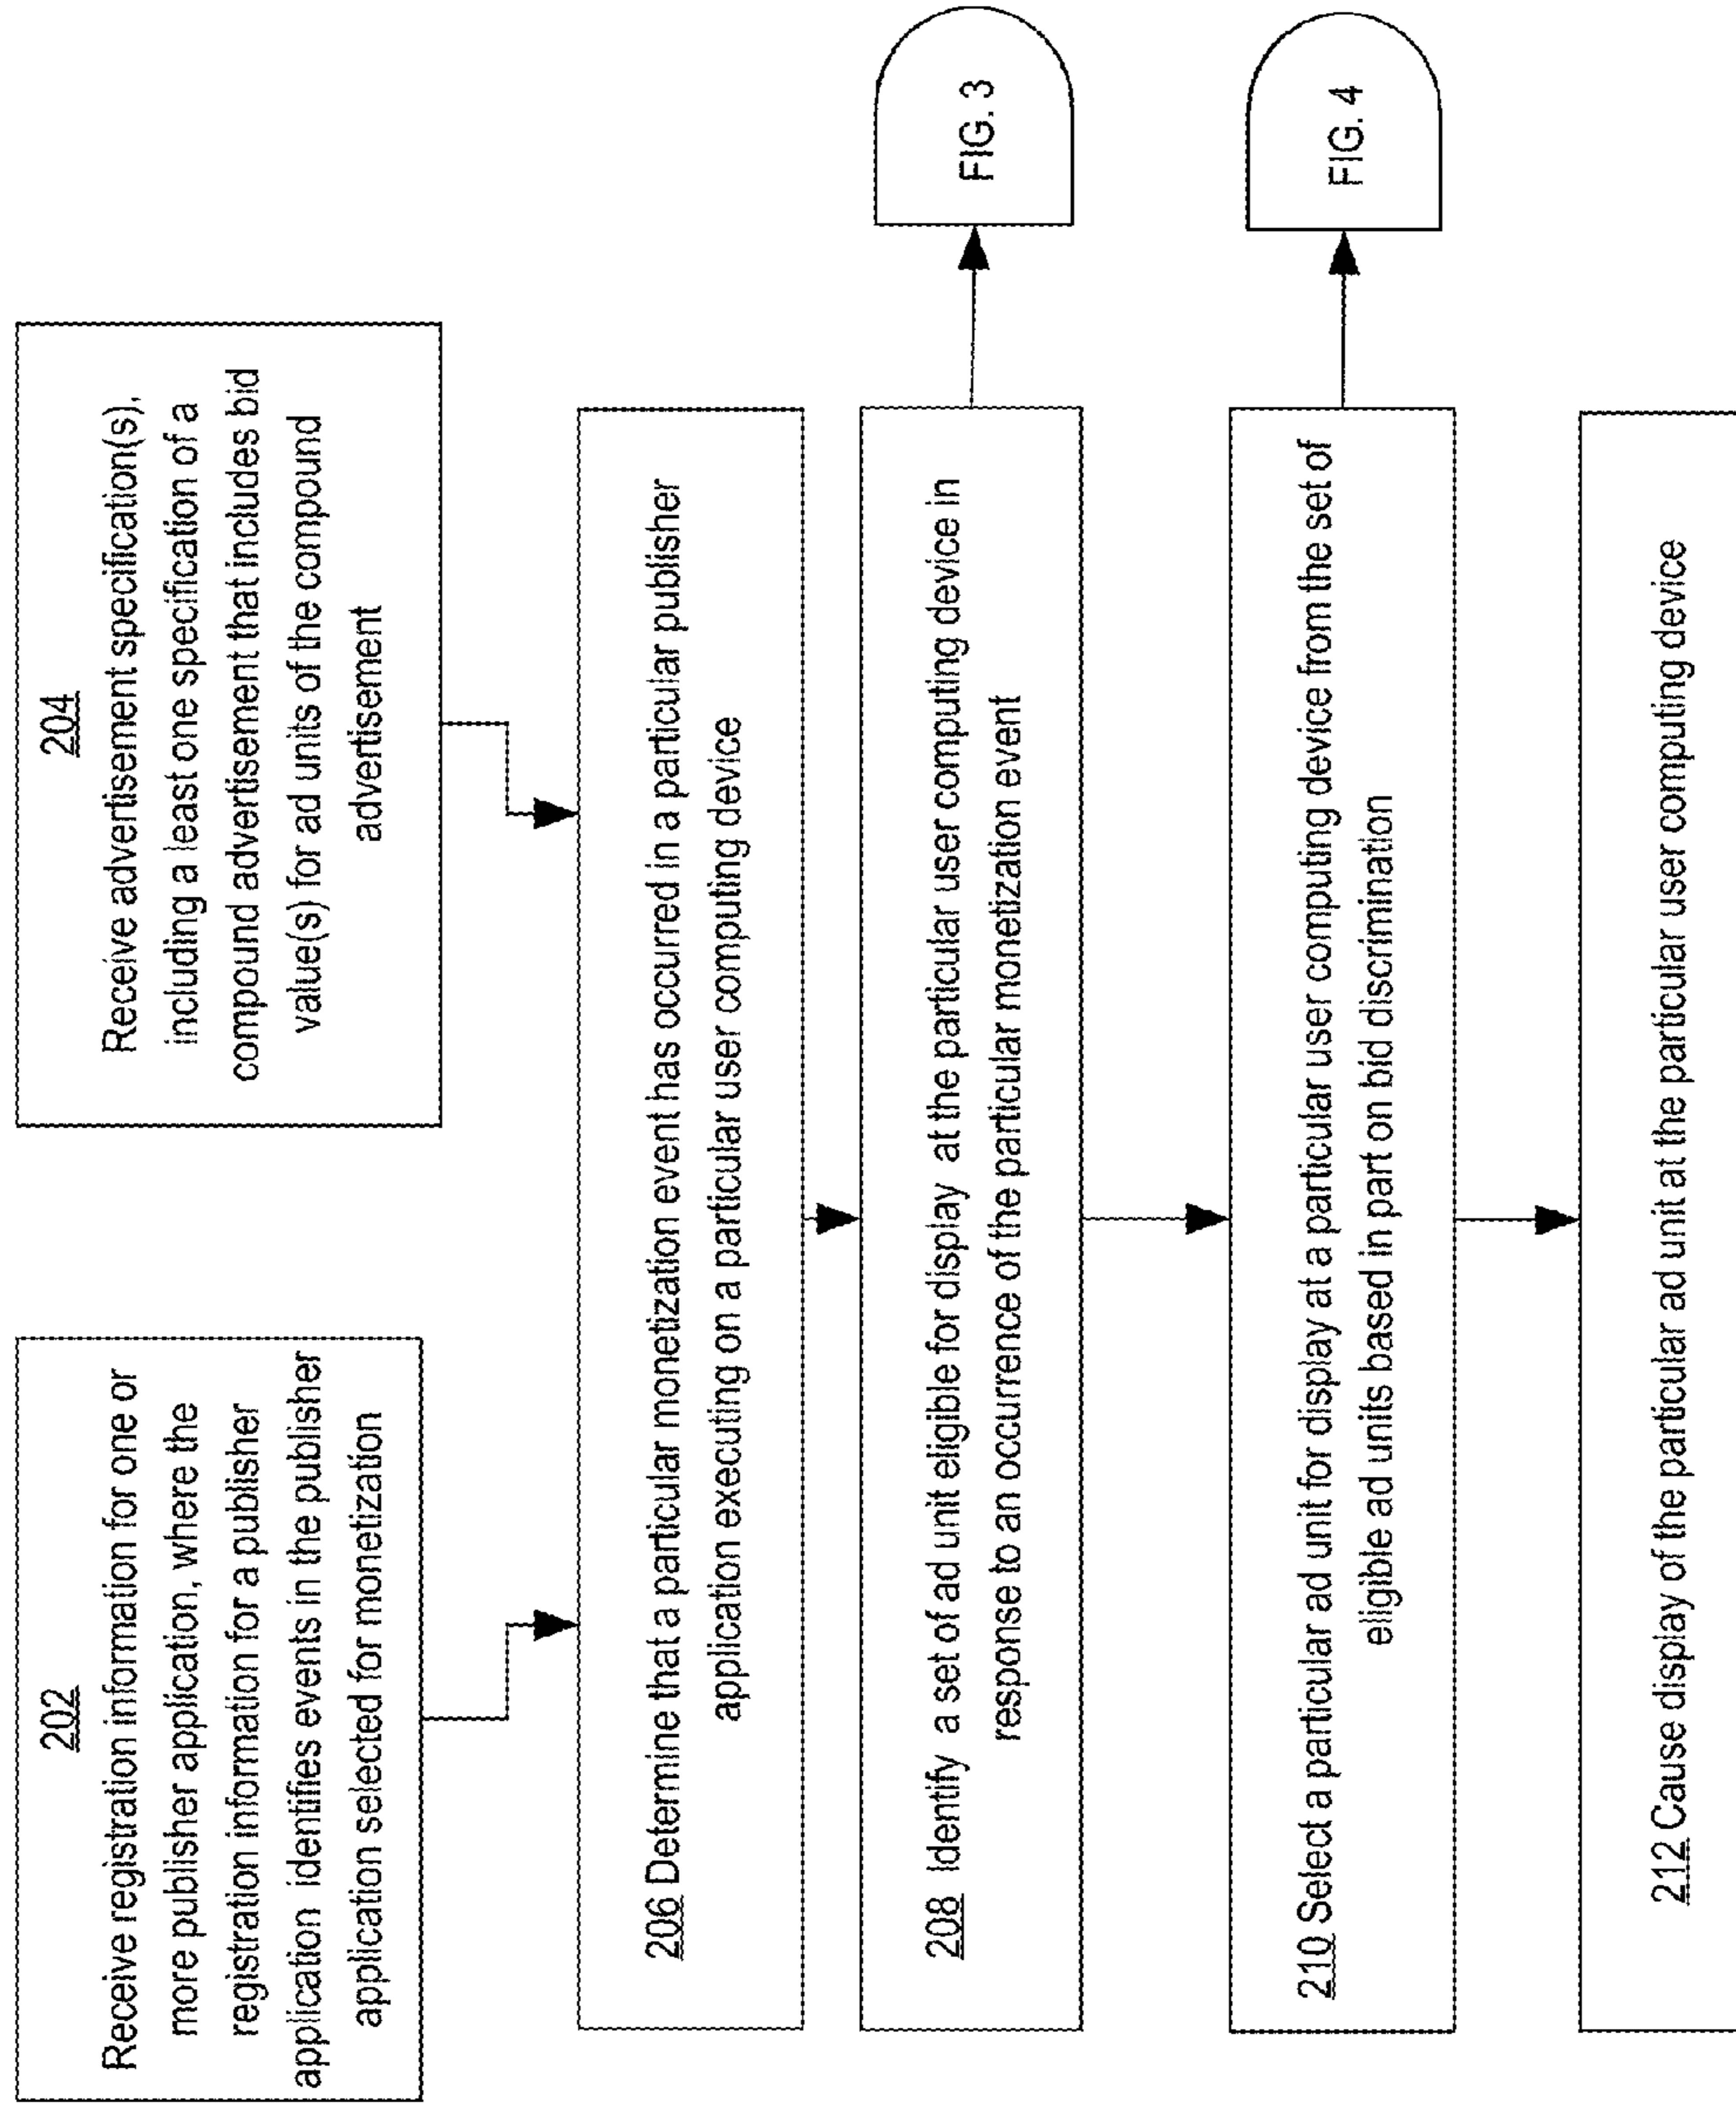 202
Receive registration information for one or
more publisher application, where the
registration information for a publisher
application identifies events in the publisher
application selected for monetization
204
Receive advertisement specification(s),
including a least one specification of a
compound advertisement that includes bid
value(s) for ad units of the compound
advertisement
206 Determine that a particular monetization event has occurred in a particular publisher
application executing on a particular user computing device
208 Identify a set of ad unit eligible for display at the particular user computing device in
response to an occurrence of the particular monetization event
FIG. 3
210 Select a particular ad unit for display at a particular user computing device from the set of
eligible ad units based in part on bid discrimination
FIG. 4
212 Cause display of the particular ad unit at the particular user computing device